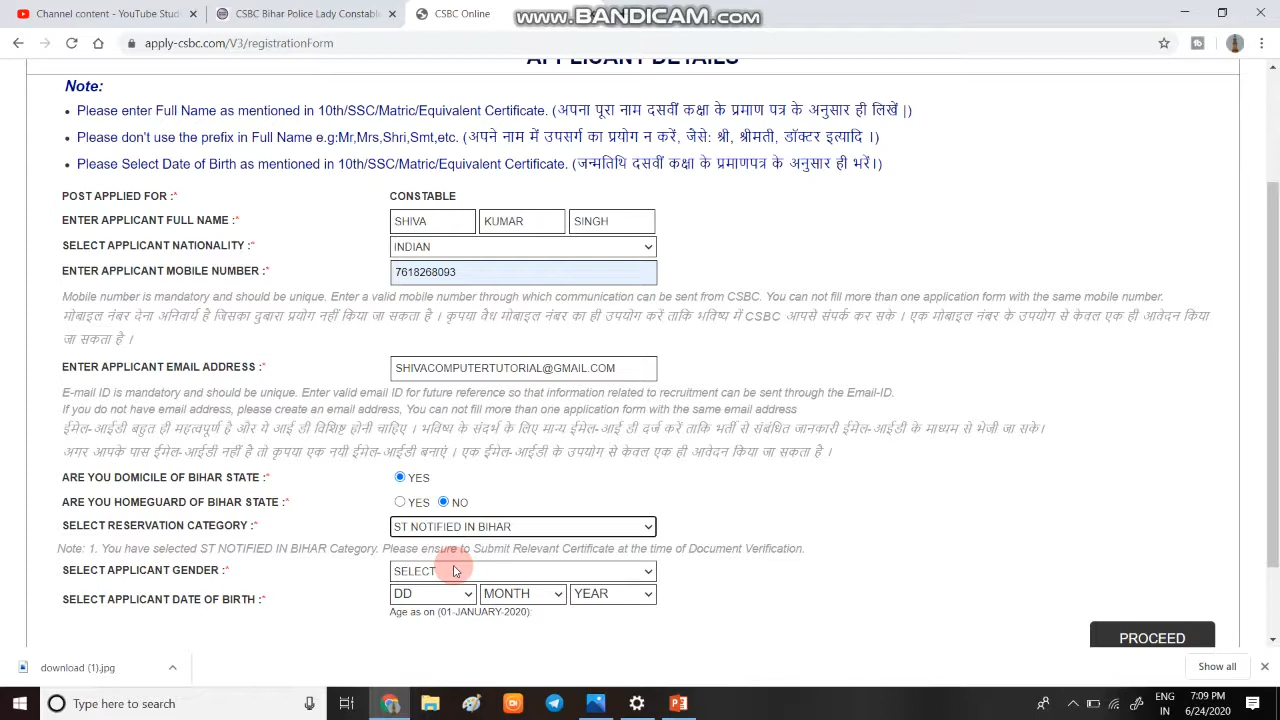 (1) current - YouTube Studi
CSBC Bihar Police Lady Constabl
CSBC Online
www.BANDICAM.com
apply-csbc.com/V3/registrationForm
APPLICANT DETAILS
Note:
Please enter Full Name as mentioned in 10th/SSC/Matric/Equivalent Certificate. (अपना पूरा नाम दसवीं कक्षा के प्रमाण पत्र के अनुसार ही लिखें |)
Please don't use the prefix in Full Name e.g:Mr,Mrs,Shri,Smt,etc. (अपने नाम में उपसर्ग का प्रयोग न करें, जैसे: श्री, श्रीमती, डॉक्टर इत्यादि ।)
Please Select Date of Birth as mentioned in 10th/SSC/Matric/Equivalent Certificate. (जन्मतिथि दसवीं कक्षा के प्रमाणपत्र के अनुसार ही भरें।)
POST APPLIED FOR :* CONSTABLE
ENTER APPLICANT FULL NAME :* SHIVA KUMAR SINGH
SELECT APPLICANT NATIONALITY :* INDIAN
ENTER APPLICANT MOBILE NUMBER :* 7618268093
Mobile number is mandatory and should be unique. Enter a valid mobile number through which communication can be sent from CSBC. You can not fill more than one application form with the same mobile number.
मोबाइल नंबर देना अनिवार्य है जिसका दुबारा प्रयोग नहीं किया जा सकता है । कृपया वैध मोबाइल नंबर का ही उपयोग करें ताकि भविष्य में CSBC आपसे संपर्क कर सके । एक मोबाइल नंबर के उपयोग से केवल एक ही आवेदन किया
जा सकता है ।
ENTER APPLICANT EMAIL ADDRESS :* SHIVACOMPUTERTUTORIAL@GMAIL.COM
E-mail ID is mandatory and should be unique. Enter valid email ID for future reference so that information related to recruitment can be sent through the Email-ID.
If you do not have email address, please create an email address, You can not fill more than one application form with the same email address
ईमेल-आईडी बहुत ही महत्वपूर्ण है और ये आई डी विशिष्ट होनी चाहिए । भविष्य के संदर्भ के लिए मान्य ईमेल-आई डी दर्ज करें ताकि भर्ती से संबंधित जानकारी ईमेल-आईडी के माध्यम से भेजी जा सके।
अगर आपके पास ईमेल-आईडी नहीं है तो कृपया एक नयी ईमेल-आईडी बनाएं । एक ईमेल-आईडी के उपयोग से केवल एक ही आवेदन किया जा सकता है ।
ARE YOU DOMICILE OF BIHAR STATE :* YES
ARE YOU HOMEGUARD OF BIHAR STATE :* YES NO
SELECT RESERVATION CATEGORY :* ST NOTIFIED IN BIHAR
Note: 1. You have selected ST NOTIFIED IN BIHAR Category. Please ensure to Submit Relevant Certificate at the time of Document Verification.
SELECT APPLICANT GENDER :* SELECT
SELECT APPLICANT DATE OF BIRTH :* DD MONTH YEAR
Age as on (01-JANUARY-2020):
PROCEED
download (1).jpg
Show all
Type here to search
ENG
IN
7:09 PM
6/24/2020